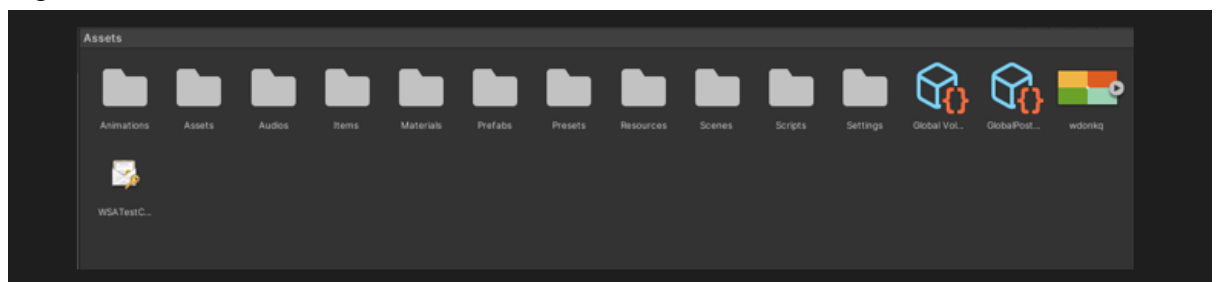 Assets
Animations Assets Audios Items Materials Prefabs Presets Resources Scenes Scripts Settings Global Vol... GlobalPost... wdonkq
WSATestC...